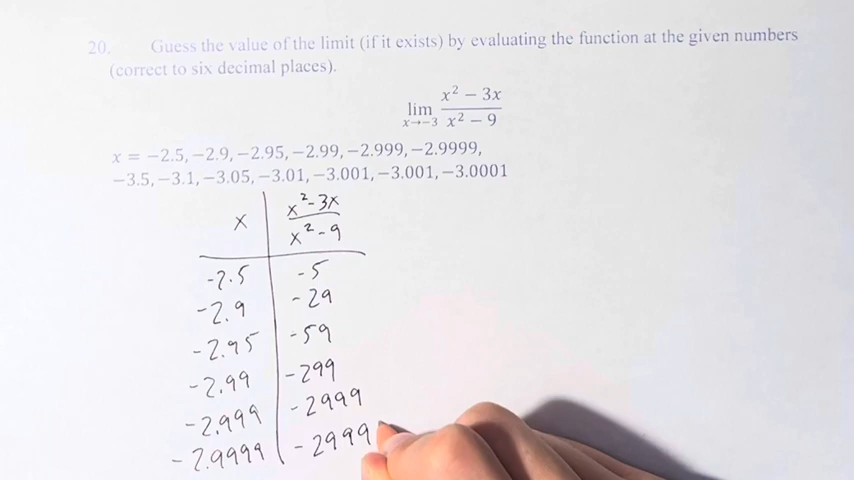 20. Guess the value of the limit (if it exists) by evaluating the function at the given numbers
(correct to six decimal places).
lim x→−3 (x² − 3x)/(x² − 9)
x = −2.5, −2.9, −2.95, −2.99, −2.999, −2.9999,
−3.5, −3.1, −3.05, −3.01, −3.001, −3.001, −3.0001
x | (x²-3x)/(x²-9)
-2.5 | -5
-2.9 | -29
-2.95 | -59
-2.99 | -299
-2.999 | -2999
-2.9999 | -2999